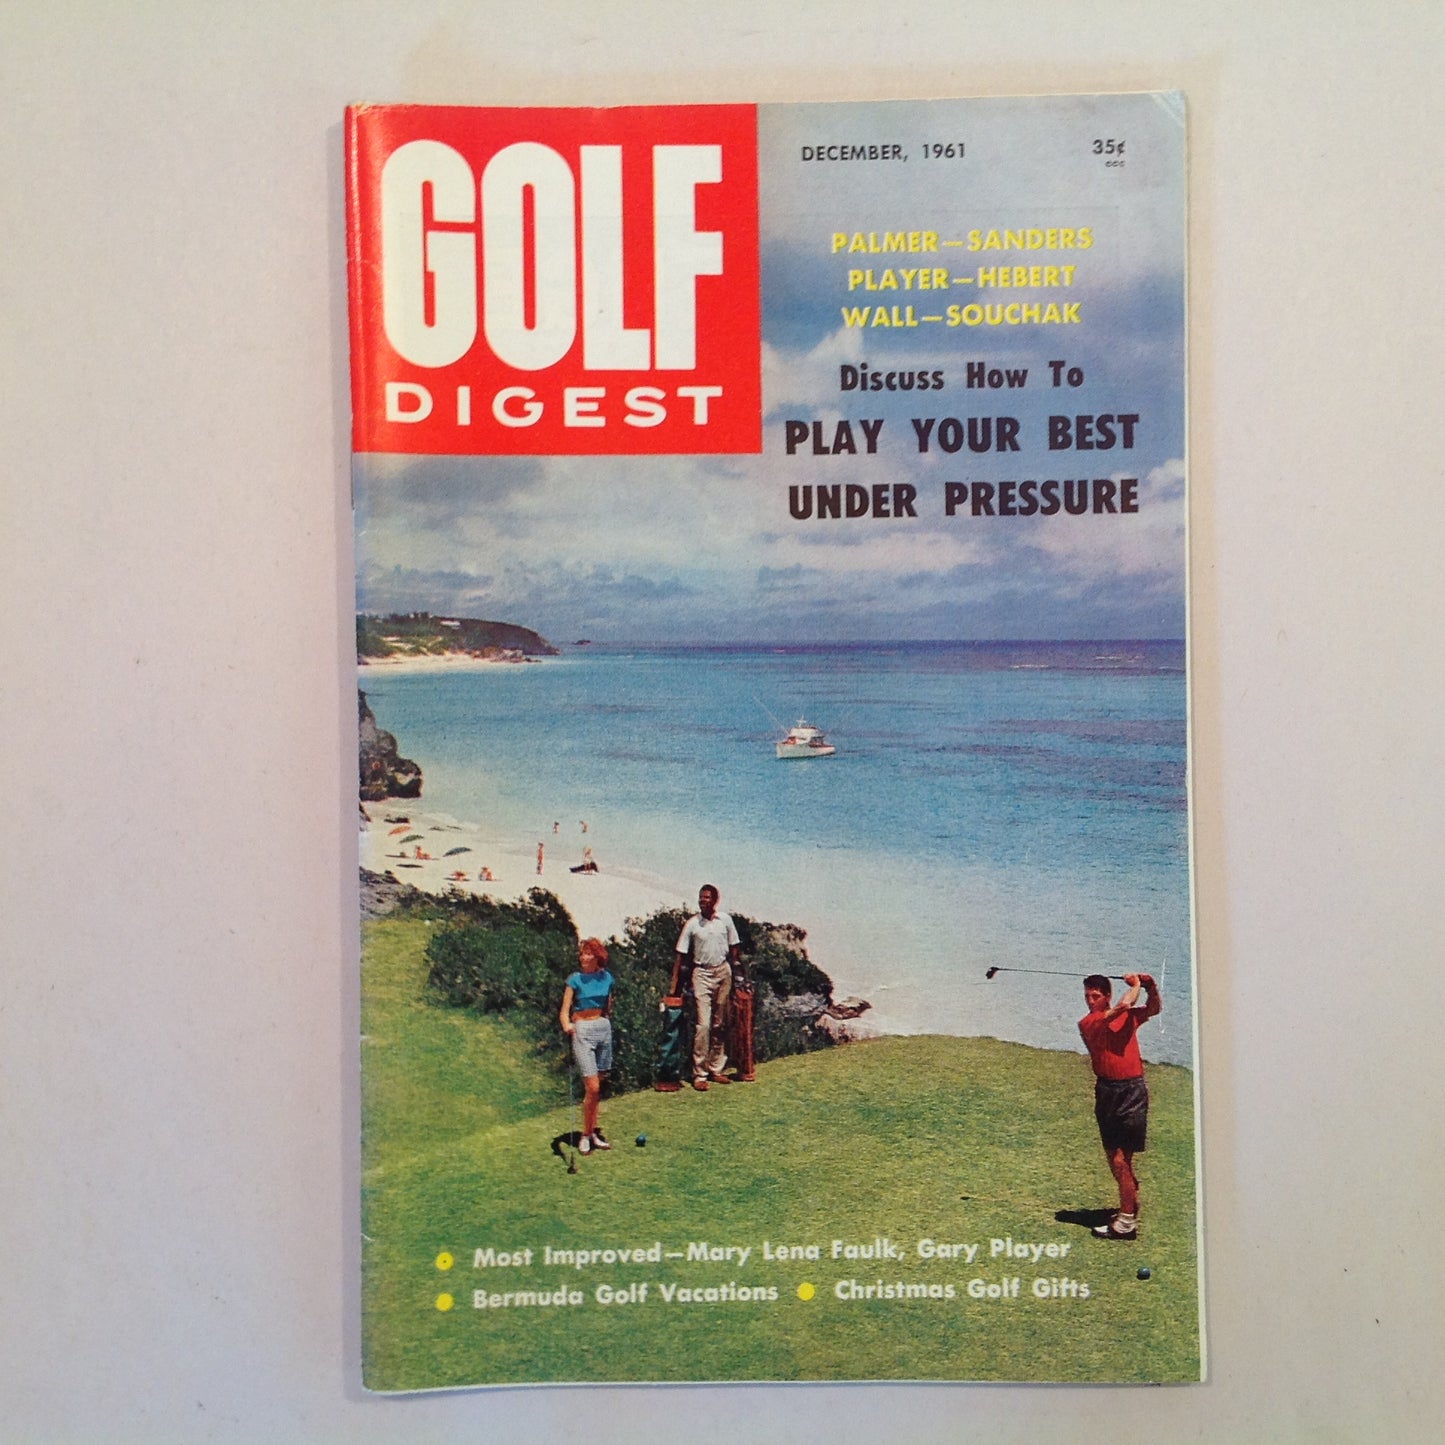 GOLF
DIGEST
DECEMBER, 1961
35¢
ccc
PALMER—SANDERS
PLAYER—HEBERT
WALL—SOUCHAK
Discuss How To
PLAY YOUR BEST
UNDER PRESSURE
Most Improved—Mary Lena Faulk, Gary Player
Bermuda Golf Vacations ● Christmas Golf Gifts